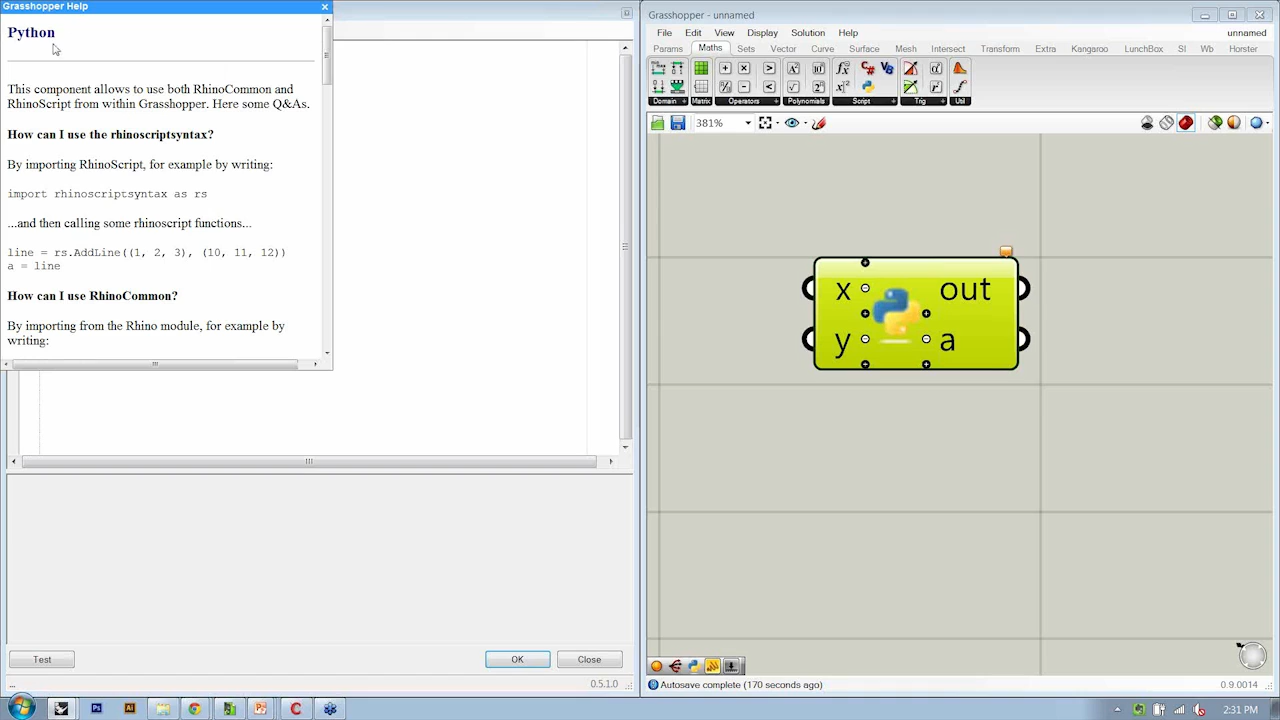 Grasshopper Help
Python
This component allows to use both RhinoCommon and
RhinoScript from within Grasshopper. Here some Q&As.
How can I use the rhinoscriptsyntax?
By importing RhinoScript, for example by writing:
import rhinoscriptsyntax as rs
...and then calling some rhinoscript functions...
line = rs.AddLine((1, 2, 3), (10, 11, 12))
a = line
How can I use RhinoCommon?
By importing from the Rhino module, for example by
writing:
Test
OK
Close
...
0.5.1.0
Grasshopper - unnamed
File Edit View Solution Help
unnamed
Params Maths Sets Vector Curve Surface Mesh Intersect Transform Extra Kangaroo LunchBox SI Wb Horster
Domain Matrix Operators Polynomials Script Trig Util
381%
x out
y a
Autosave complete (170 seconds ago)
0.9.0014
2:31 PM